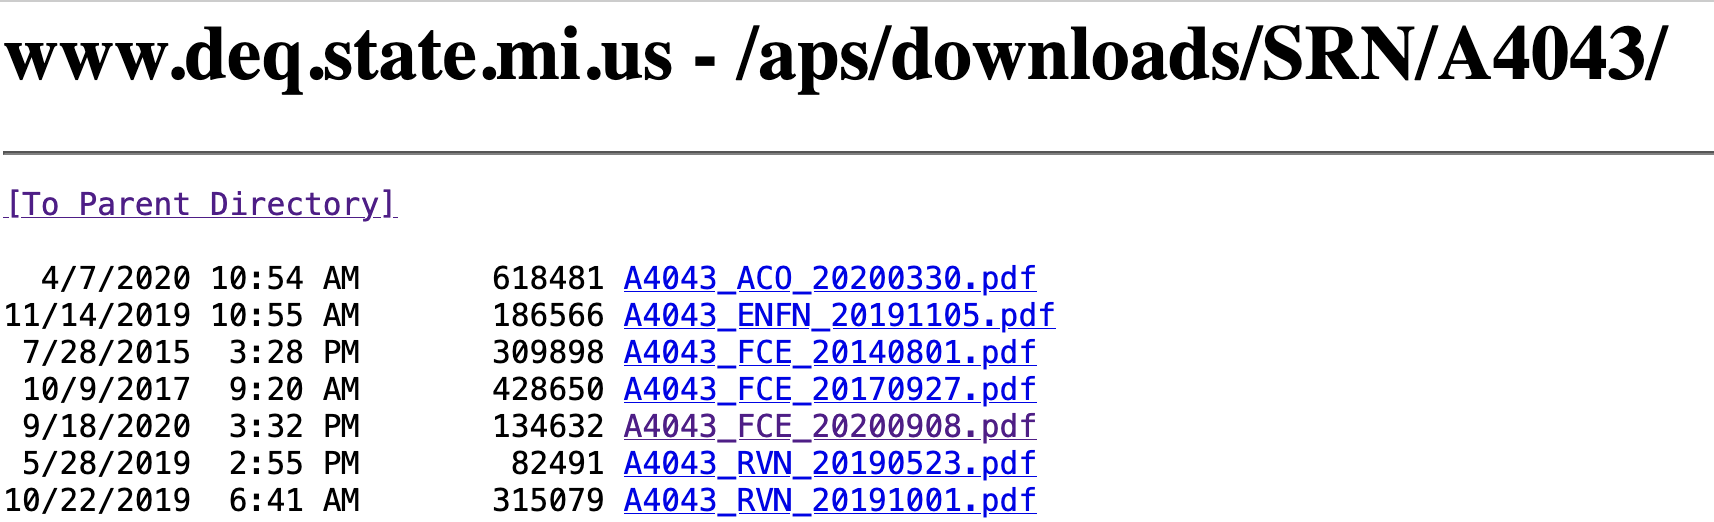 www.deq.state.mi.us - /aps/downloads/SRN/A4043/
[To Parent Directory]
4/7/2020 10:54 AM 618481 A4043_ACO_20200330.pdf
11/14/2019 10:55 AM 186566 A4043_ENFN_20191105.pdf
7/28/2015 3:28 PM 309898 A4043_FCE_20140801.pdf
10/9/2017 9:20 AM 428650 A4043_FCE_20170927.pdf
9/18/2020 3:32 PM 134632 A4043_FCE_20200908.pdf
5/28/2019 2:55 PM 82491 A4043_RVN_20190523.pdf
10/22/2019 6:41 AM 315079 A4043_RVN_20191001.pdf